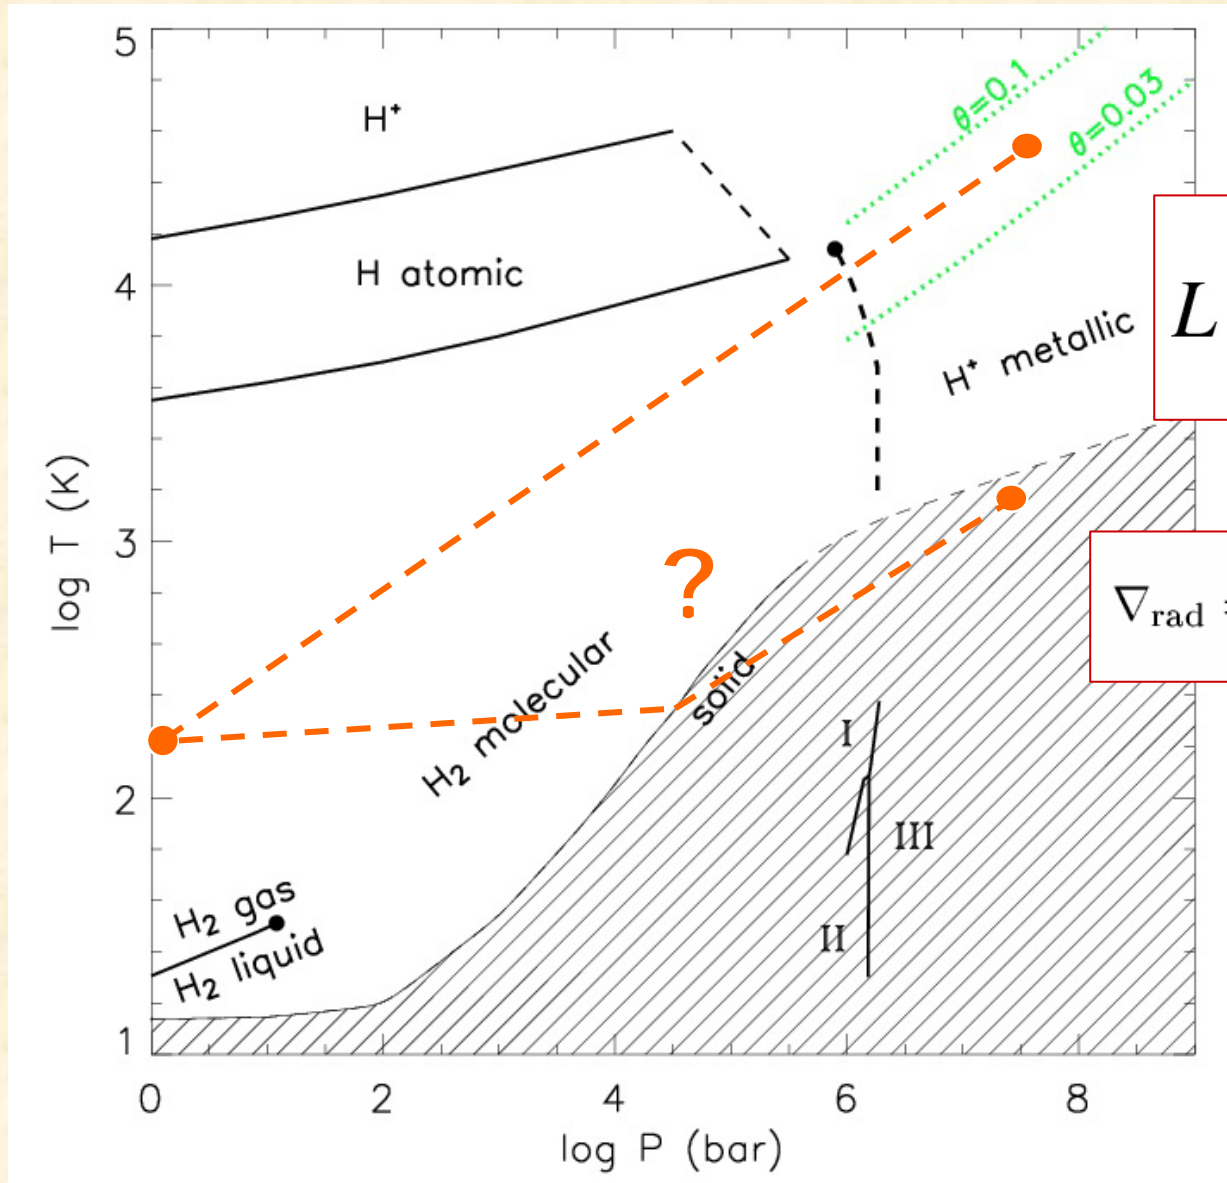 5
H⁺
θ=0.1
θ=0.03
H atomic
4
L
H⁺ metallic
log T (K)
3
?
∇rad =
H₂ molecular
solid
I
2
III
H₂ gas
II
H₂ liquid
1
0 2 4 6 8
log P (bar)